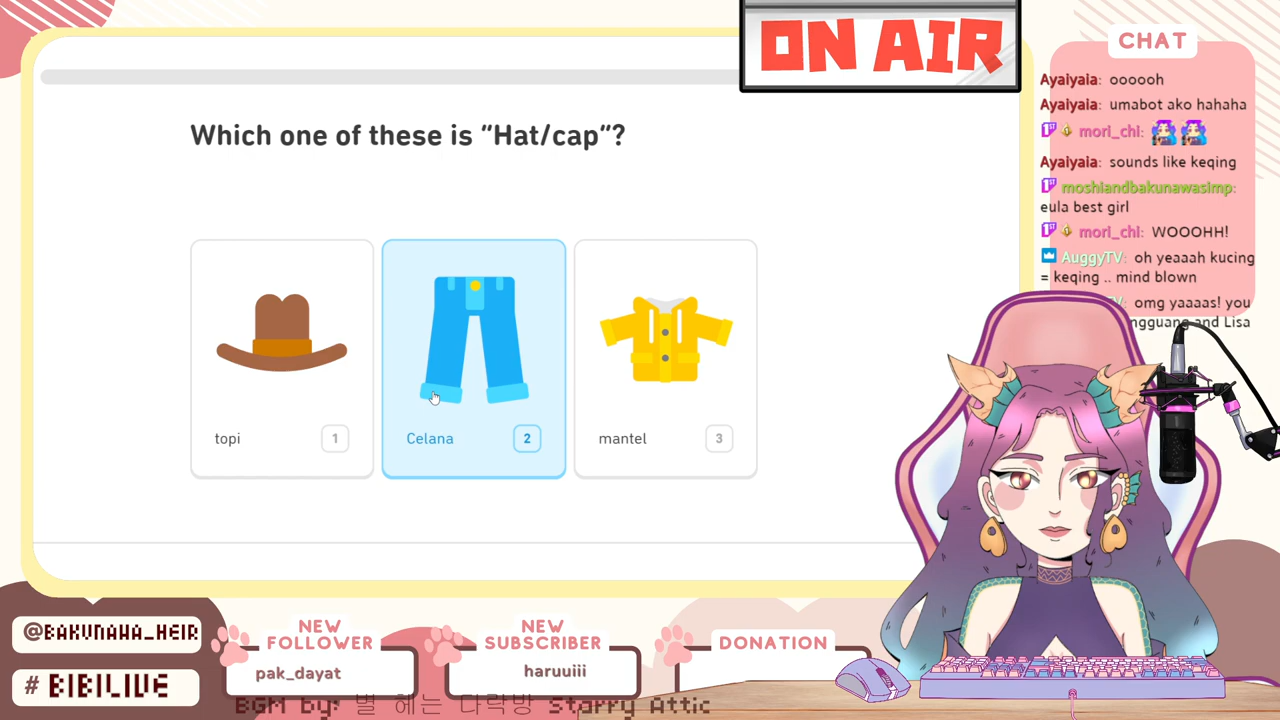 ON AIR
CHAT
Which one of these is “Hat/cap”?
topi
1
Celana
2
mantel
3
Ayaiyaia: oooooh
Ayaiyaia: umabot ako hahaha
1ST mori_chi:
Ayaiyaia: sounds like keqing
1ST moshiandbakunawasimp:
eula best girl
1ST mori_chi: WOOOHH!
AuggyTV: oh yeaaah kucing
= keqing .. mind blown
omg yaaaas! you
and Lisa
@BAKUNAWA_HEIR
# BIBILIVE
NEW
FOLLOWER
pak_dayat
NEW
SUBSCRIBER
haruuiii
DONATION
BGM by: 별 헤는 다락방 Starry Attic